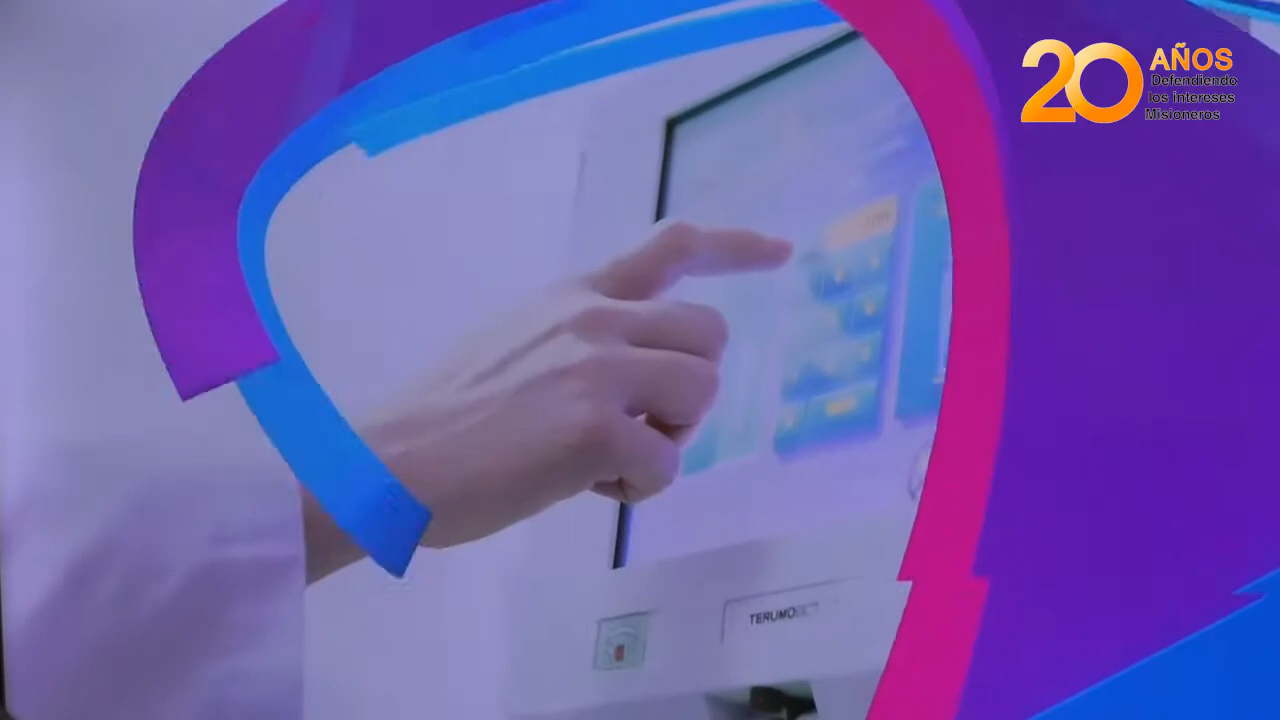 20 AÑOS
Defendiendo
los intereses
Misioneros
TERUMO